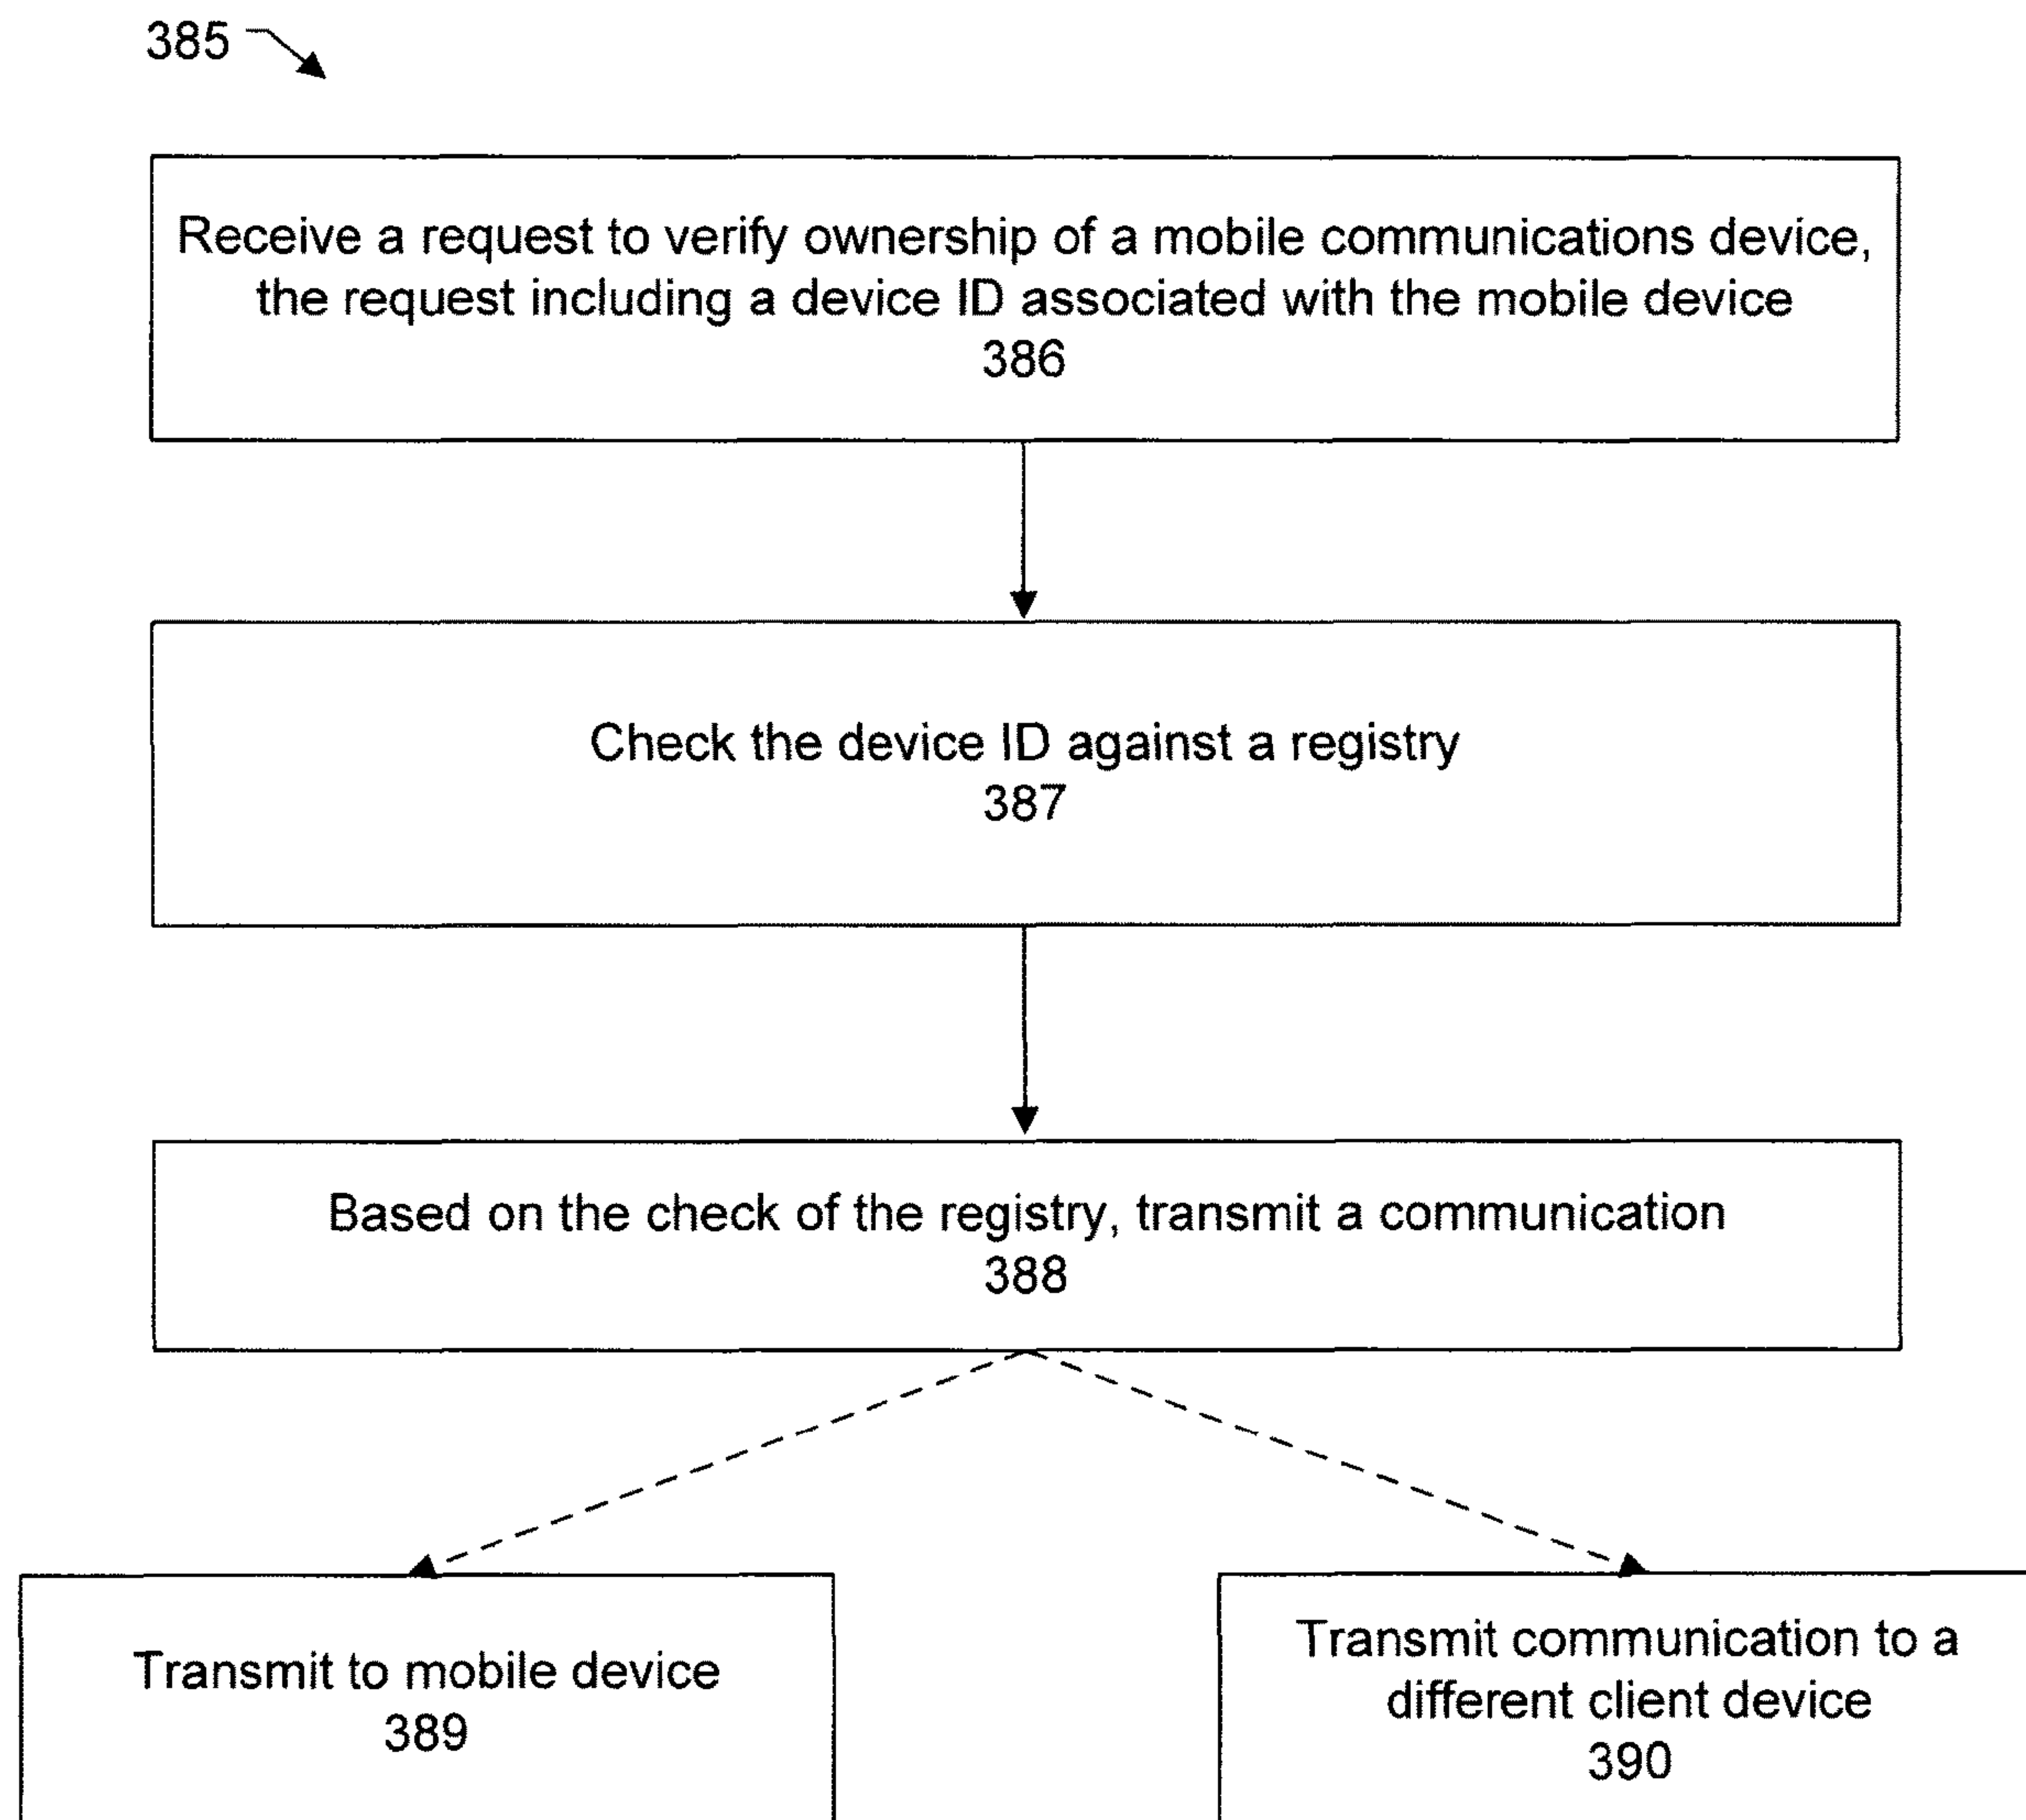 385
Receive a request to verify ownership of a mobile communications device,
the request including a device ID associated with the mobile device
386
Check the device ID against a registry
387
Based on the check of the registry, transmit a communication
388
Transmit to mobile device
389
Transmit communication to a
different client device
390